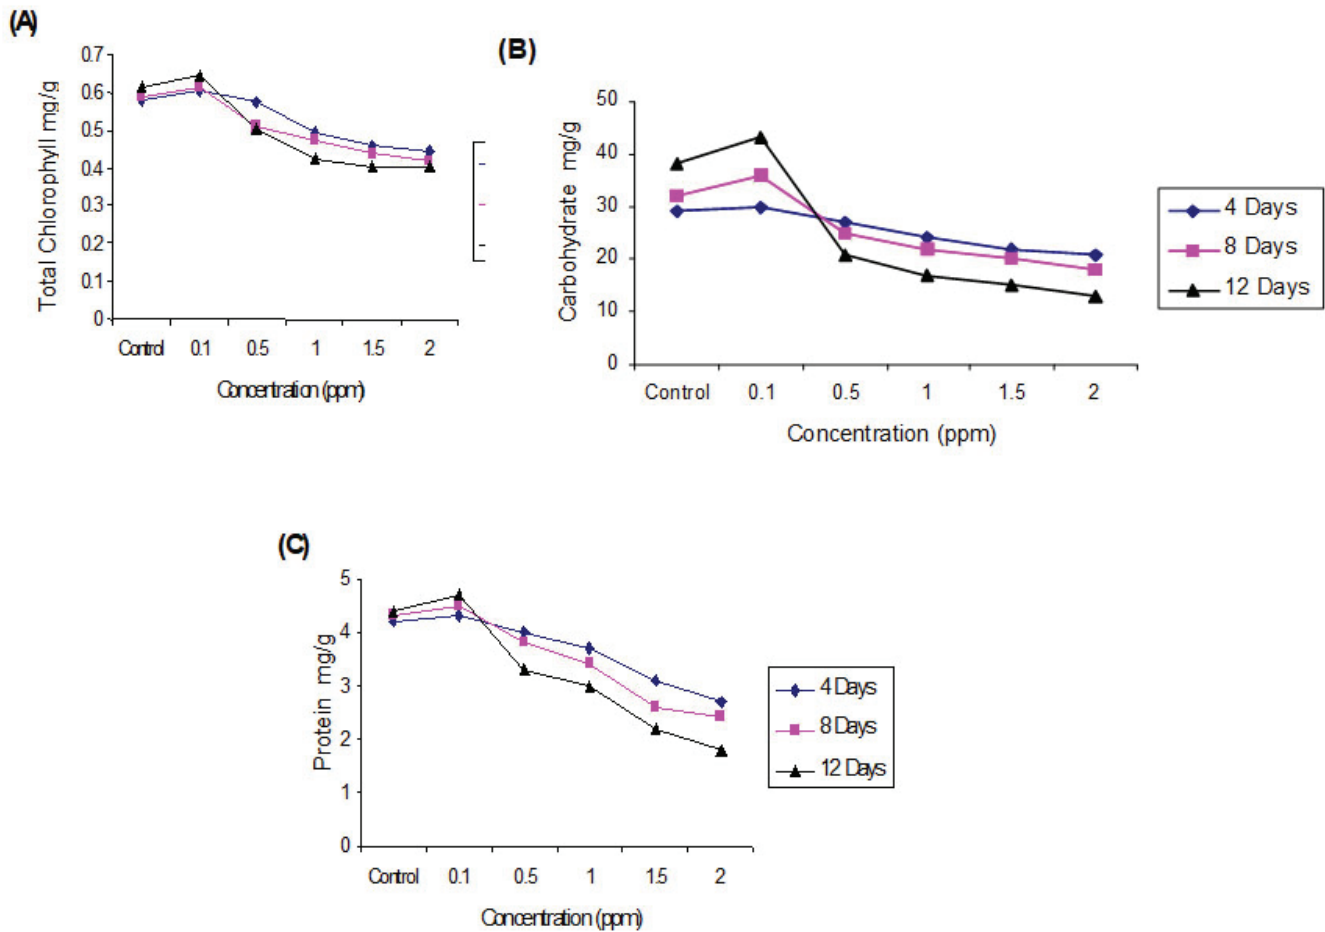 (A)
0.7
0.6
0.5
0.4
0.3
0.2
0.1
0
Total Chlorophyll mg/g
Control 0.1 0.5 1 1.5 2
Concentration (ppm)
(B)
50
40
30
20
10
0
Carbohydrate mg/g
Control 0.1 0.5 1 1.5 2
Concentration (ppm)
4 Days
8 Days
12 Days
(C)
5
4
3
2
1
0
Protein mg/g
Control 0.1 0.5 1 1.5 2
Concentration (ppm)
4 Days
8 Days
12 Days